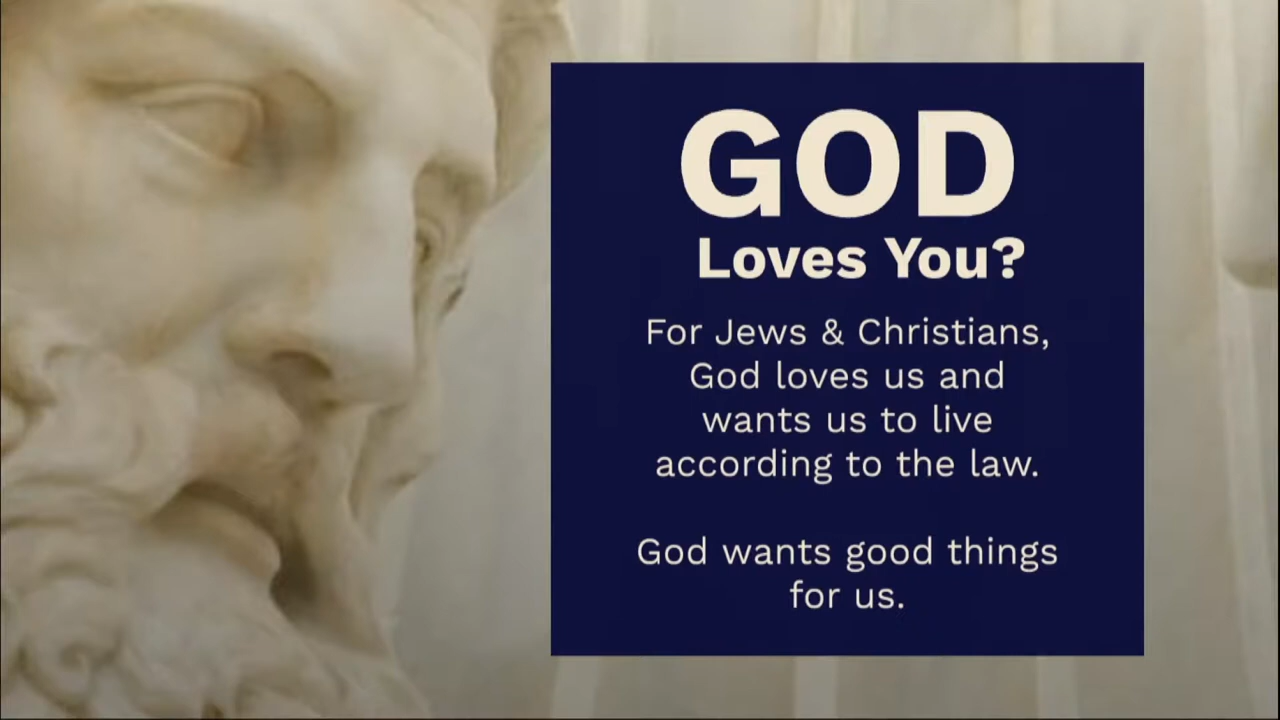 GOD
Loves You?
For Jews & Christians,
God loves us and
wants us to live
according to the law.
God wants good things
for us.